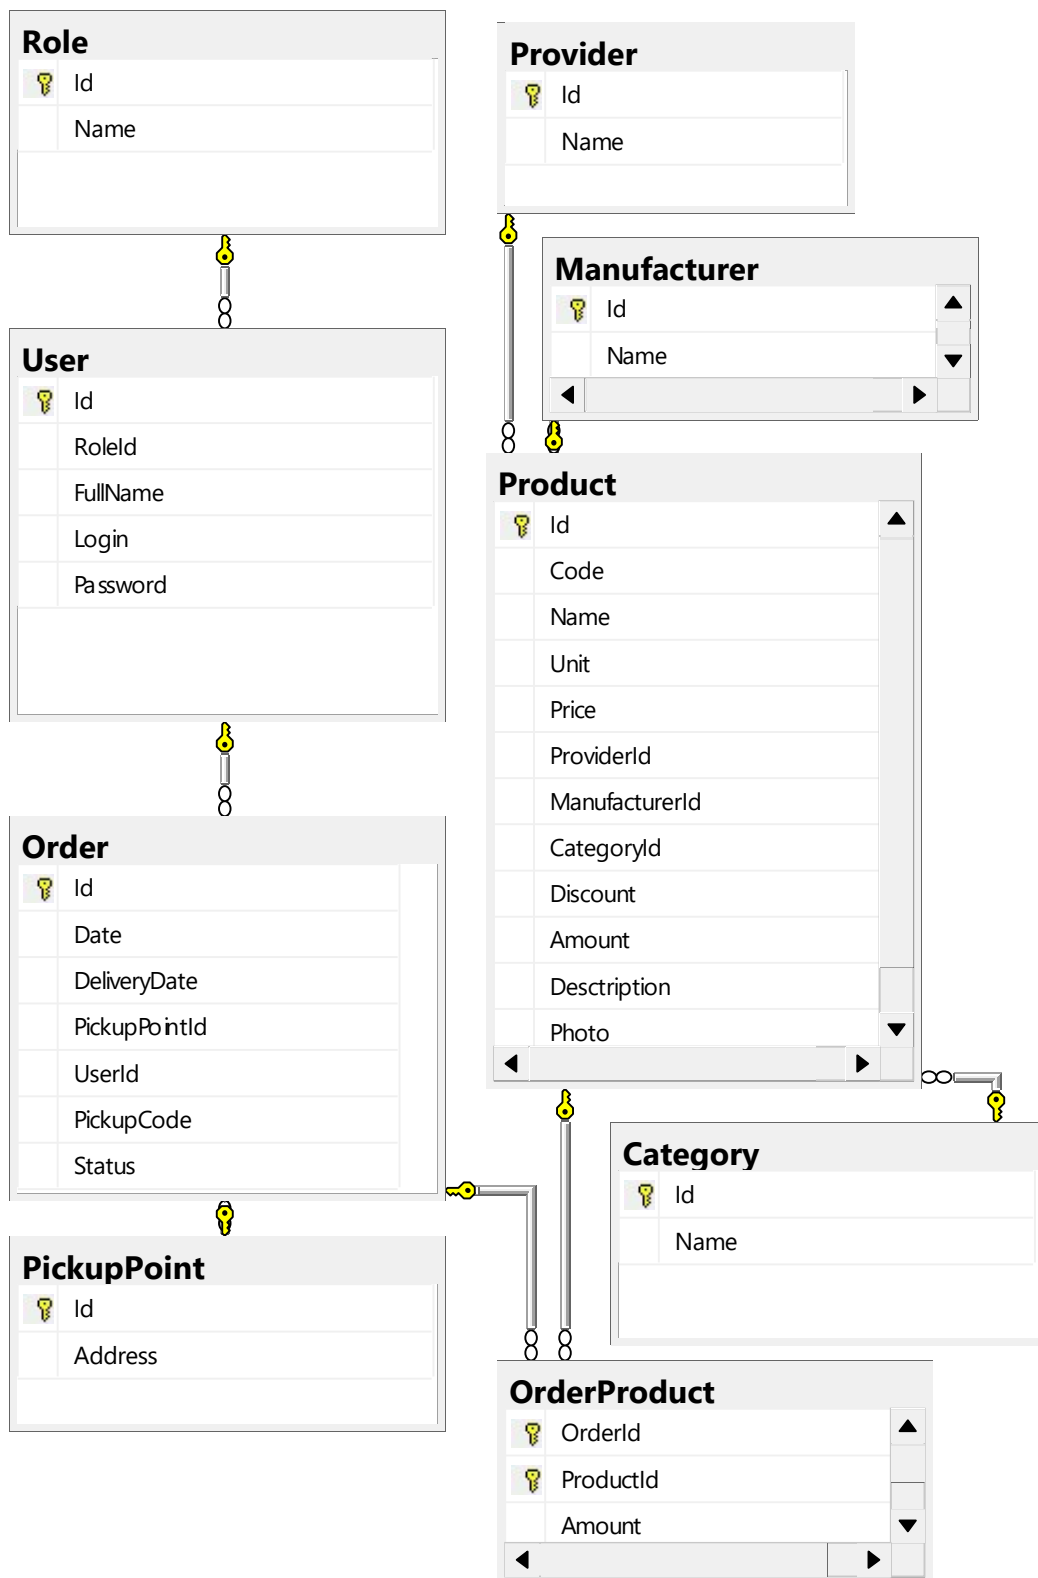 Role
Id
Name
User
Id
RoleId
FullName
Login
Password
Order
Id
Date
DeliveryDate
PickupPointId
UserId
PickupCode
Status
PickupPoint
Id
Address
Provider
Id
Name
Manufacturer
Id
Name
Product
Id
Code
Name
Unit
Price
ProviderId
ManufacturerId
CategoryId
Discount
Amount
Desctription
Photo
Category
Id
Name
OrderProduct
OrderId
ProductId
Amount